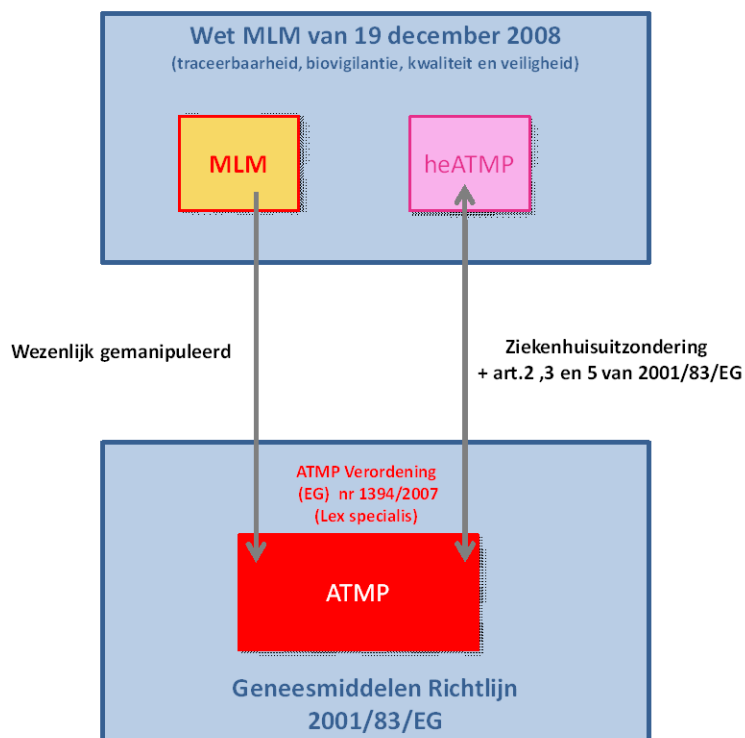 Wet MLM van 19 december 2008
(traceerbaarheid, biovigilantie, kwaliteit en veiligheid)
MLM
heATMP
Wezenlijk gemanipuleerd
Ziekenhuisuitzondering
+ art.2 ,3 en 5 van 2001/83/EG
ATMP Verordening
(EG) nr 1394/2007
(Lex specialis)
ATMP
Geneesmiddelen Richtlijn
2001/83/EG